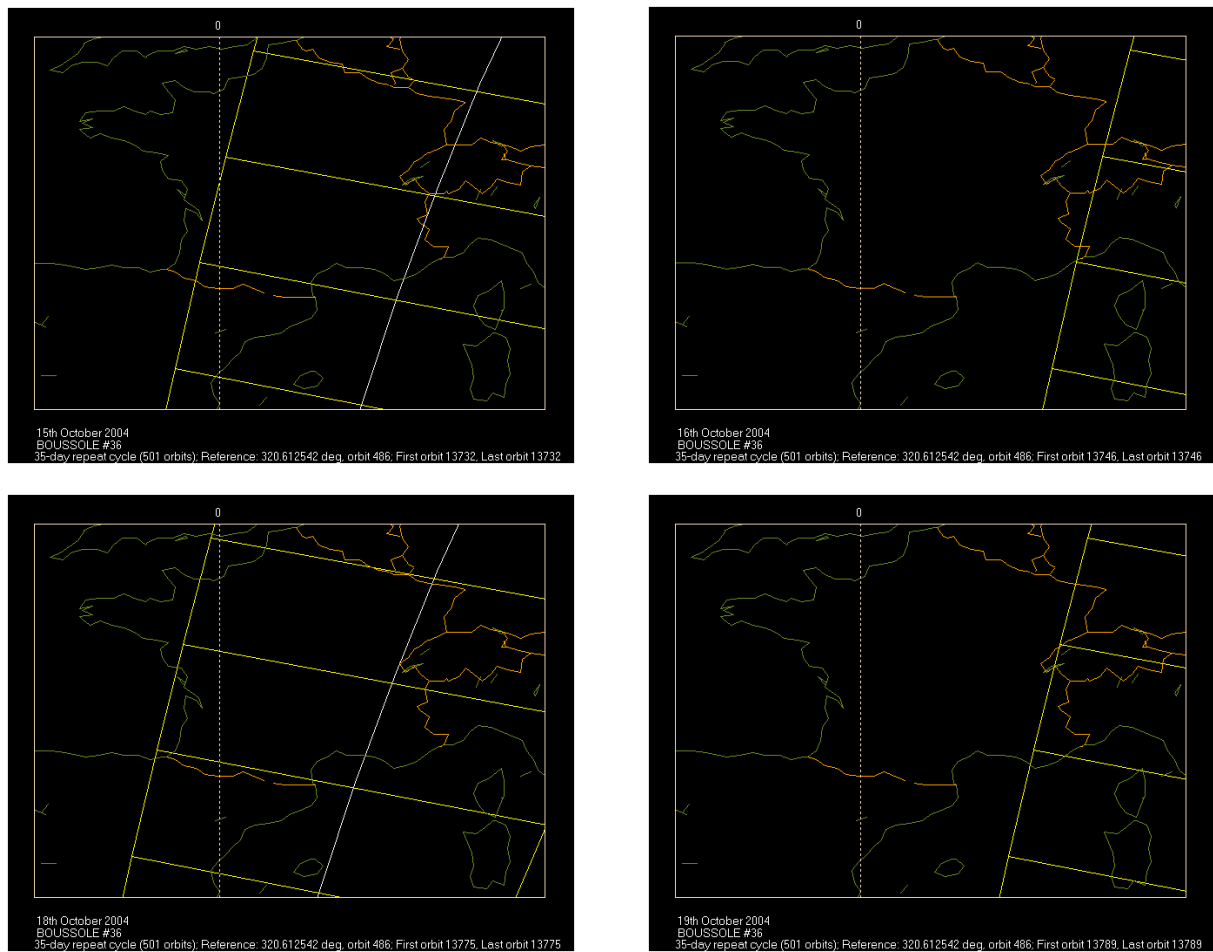 0
15th October 2004
BOUSSOLE #36
35-day repeat cycle (501 orbits); Reference: 320.612542 deg, orbit 486; First orbit 13732, Last orbit 13732
0
16th October 2004
BOUSSOLE #36
35-day repeat cycle (501 orbits); Reference: 320.612542 deg, orbit 486; First orbit 13746, Last orbit 13746
0
18th October 2004
BOUSSOLE #36
35-day repeat cycle (501 orbits); Reference: 320.612542 deg, orbit 486; First orbit 13775, Last orbit 13775
0
19th October 2004
BOUSSOLE #36
35-day repeat cycle (501 orbits); Reference: 320.612542 deg, orbit 486; First orbit 13789, Last orbit 13789